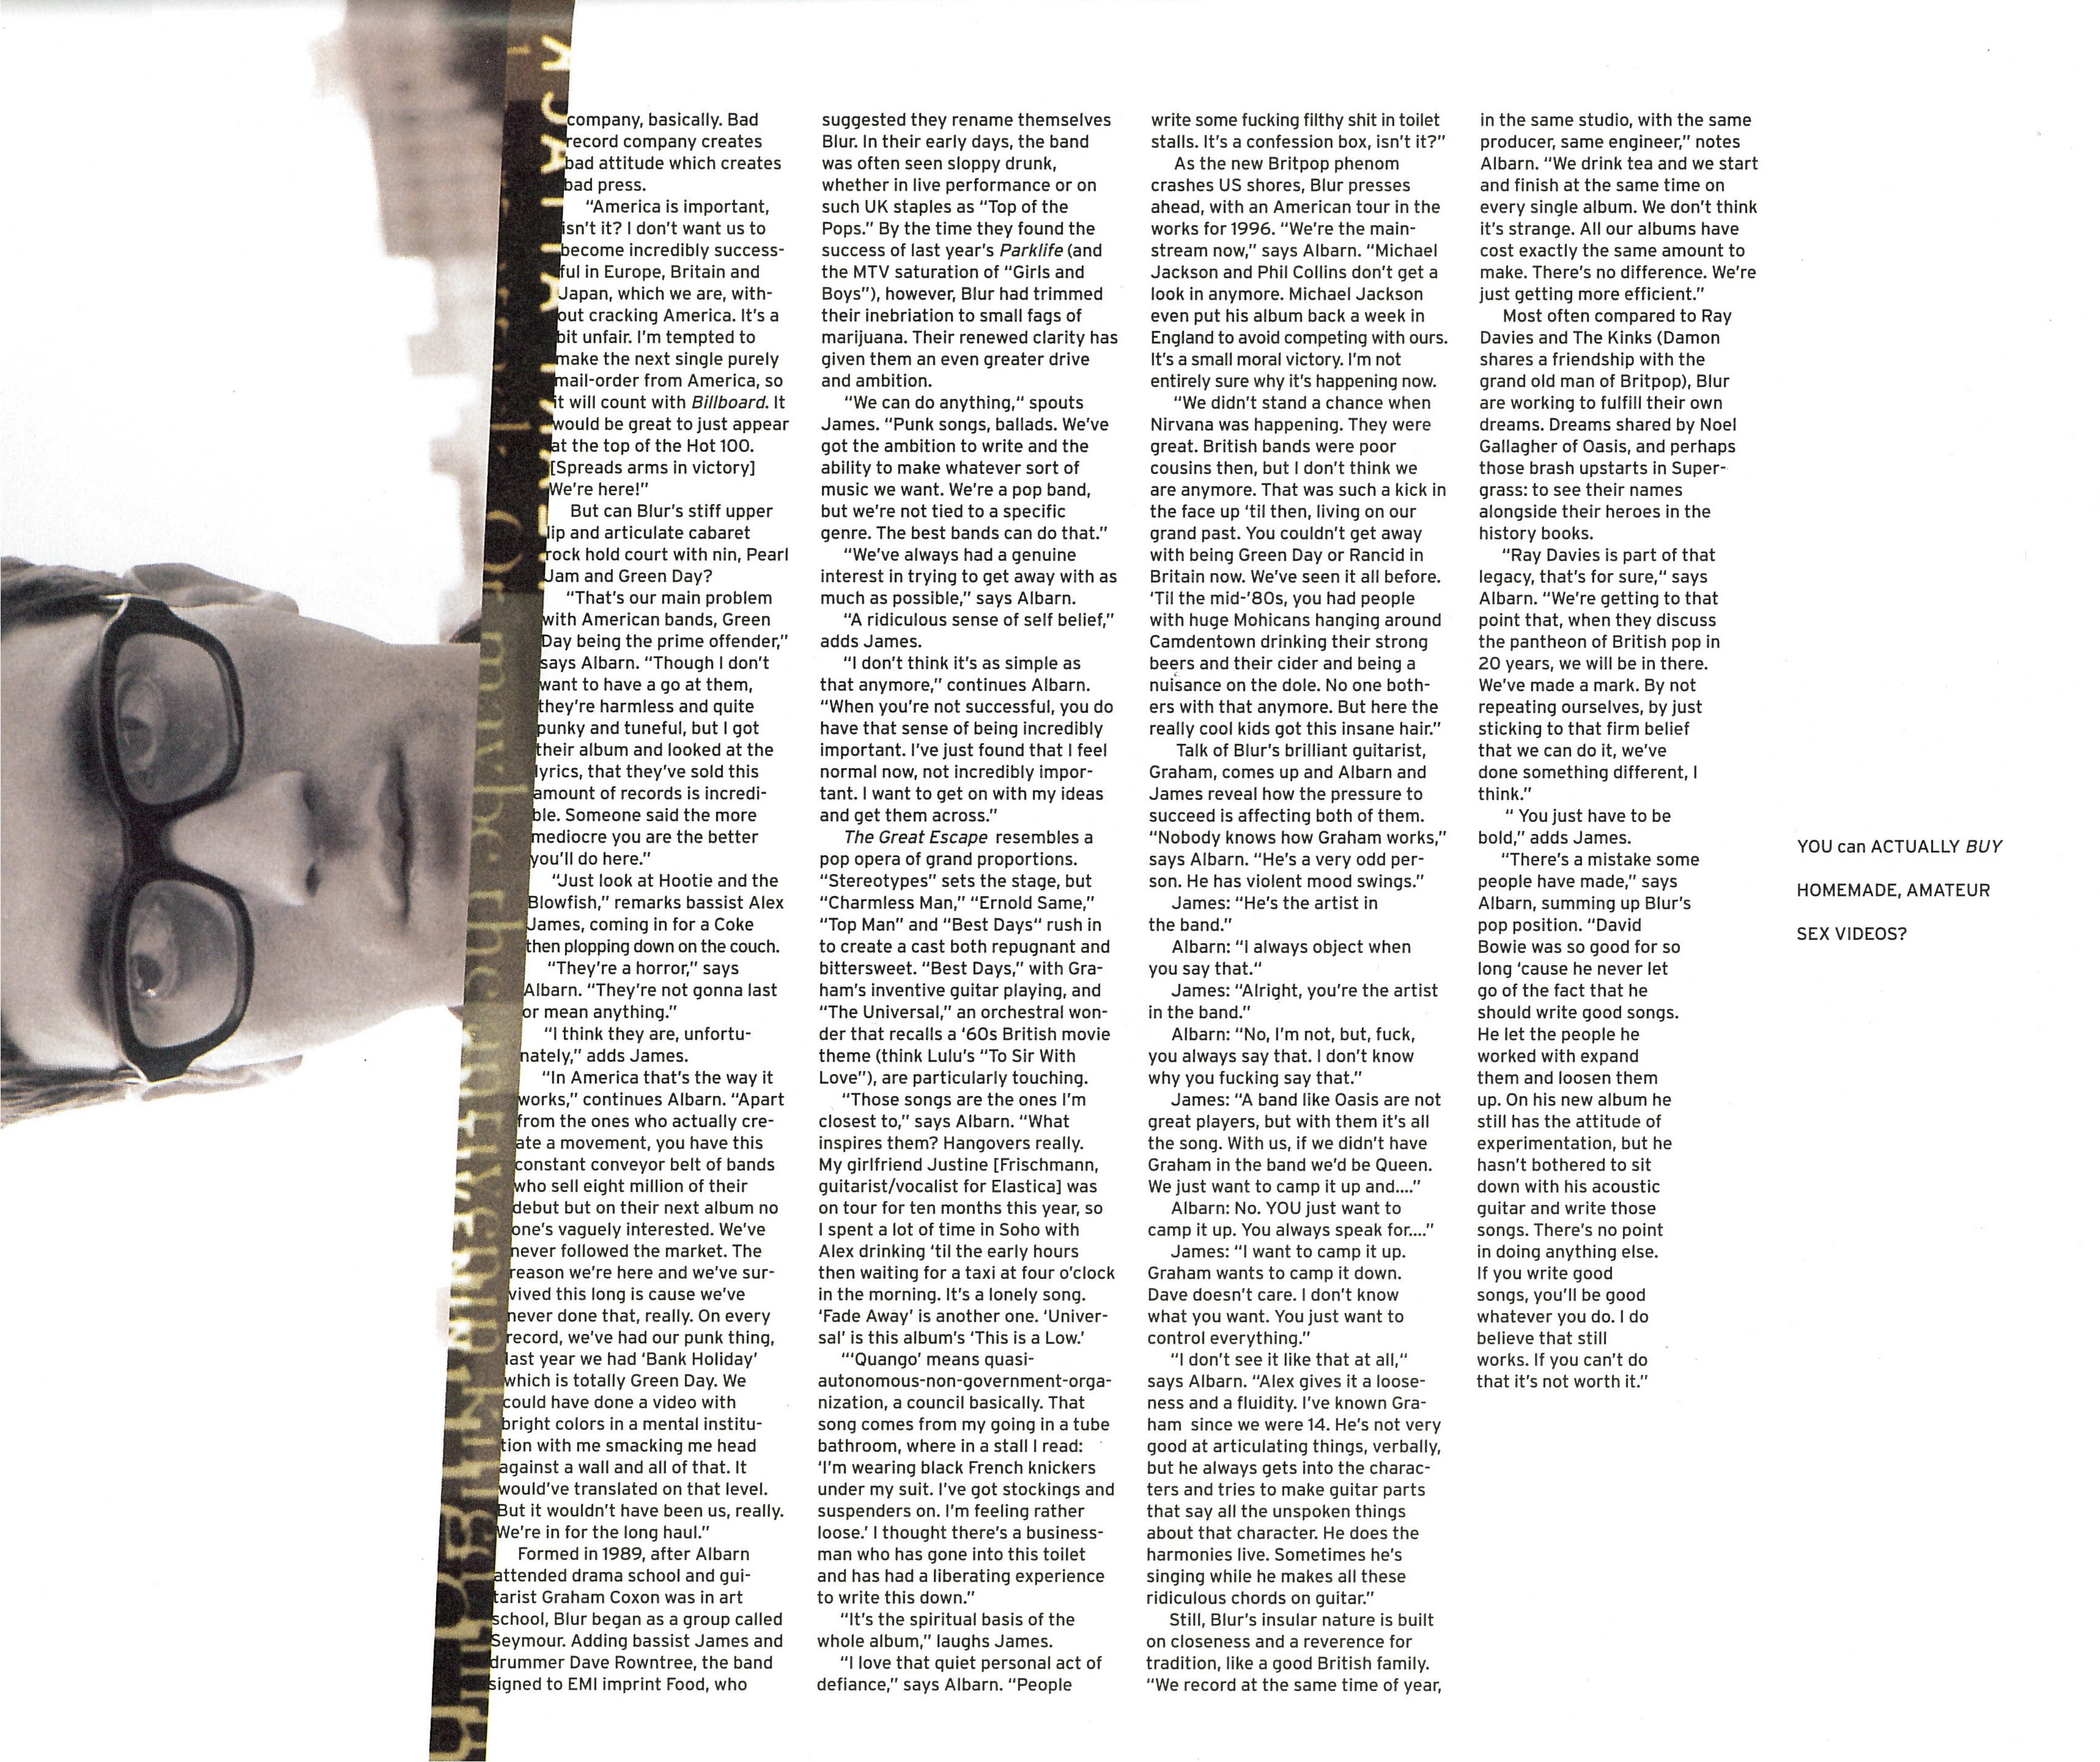 company, basically. Bad
record company creates
bad attitude which creates
bad press.
“America is important,
isn’t it? I don’t want us to
become incredibly success-
ful in Europe, Britain and
Japan, which we are, with-
out cracking America. It’s a
bit unfair. I’m tempted to
make the next single purely
mail-order from America, so
it will count with Billboard. It
would be great to just appear
at the top of the Hot 100.
[Spreads arms in victory]
We’re here!”
But can Blur’s stiff upper
lip and articulate cabaret
rock hold court with nin, Pearl
Jam and Green Day?
“That’s our main problem
with American bands, Green
Day being the prime offender,”
says Albarn. “Though I don’t
want to have a go at them,
they’re harmless and quite
punky and tuneful, but I got
their album and looked at the
lyrics, that they’ve sold this
amount of records is incredi-
ble. Someone said the more
mediocre you are the better
you’ll do here.”
“Just look at Hootie and the
Blowfish,” remarks bassist Alex
James, coming in for a Coke
then plopping down on the couch.
“They’re a horror,” says
Albarn. “They’re not gonna last
or mean anything.”
“I think they are, unfortu-
nately,” adds James.
“In America that’s the way it
works,” continues Albarn. “Apart
from the ones who actually cre-
ate a movement, you have this
constant conveyor belt of bands
who sell eight million of their
debut but on their next album no
one’s vaguely interested. We’ve
never followed the market. The
reason we’re here and we’ve sur-
vived this long is cause we’ve
never done that, really. On every
record, we’ve had our punk thing,
last year we had ‘Bank Holiday’
which is totally Green Day. We
could have done a video with
bright colors in a mental institu-
tion with me smacking me head
against a wall and all of that. It
would’ve translated on that level.
But it wouldn’t have been us, really.
We’re in for the long haul.”
Formed in 1989, after Albarn
attended drama school and gui-
tarist Graham Coxon was in art
school, Blur began as a group called
Seymour. Adding bassist James and
drummer Dave Rowntree, the band
signed to EMI imprint Food, who
suggested they rename themselves
Blur. In their early days, the band
was often seen sloppy drunk,
whether in live performance or on
such UK staples as “Top of the
Pops.” By the time they found the
success of last year’s Parklife (and
the MTV saturation of “Girls and
Boys”), however, Blur had trimmed
their inebriation to small fags of
marijuana. Their renewed clarity has
given them an even greater drive
and ambition.
“We can do anything,“ spouts
James. “Punk songs, ballads. We’ve
got the ambition to write and the
ability to make whatever sort of
music we want. We’re a pop band,
but we’re not tied to a specific
genre. The best bands can do that.”
“We’ve always had a genuine
interest in trying to get away with as
much as possible,” says Albarn.
“A ridiculous sense of self belief,”
adds James.
“I don’t think it’s as simple as
that anymore,” continues Albarn.
“When you’re not successful, you do
have that sense of being incredibly
important. I’ve just found that I feel
normal now, not incredibly impor-
tant. I want to get on with my ideas
and get them across.”
The Great Escape resembles a
pop opera of grand proportions.
“Stereotypes” sets the stage, but
“Charmless Man,” “Ernold Same,”
“Top Man” and “Best Days“ rush in
to create a cast both repugnant and
bittersweet. “Best Days,” with Gra-
ham’s inventive guitar playing, and
“The Universal,” an orchestral won-
der that recalls a ‘60s British movie
theme (think Lulu’s “To Sir With
Love”), are particularly touching.
“Those songs are the ones I’m
closest to,” says Albarn. “What
inspires them? Hangovers really.
My girlfriend Justine [Frischmann,
guitarist/vocalist for Elastica] was
on tour for ten months this year, so
I spent a lot of time in Soho with
Alex drinking ‘til the early hours
then waiting for a taxi at four o’clock
in the morning. It’s a lonely song.
‘Fade Away’ is another one. ‘Univer-
sal’ is this album’s ‘This is a Low.’
“‘Quango’ means quasi-
autonomous-non-government-orga-
nization, a council basically. That
song comes from my going in a tube
bathroom, where in a stall I read:
‘I’m wearing black French knickers
under my suit. I’ve got stockings and
suspenders on. I’m feeling rather
loose.’ I thought there’s a business-
man who has gone into this toilet
and has had a liberating experience
to write this down.”
“It’s the spiritual basis of the
whole album,” laughs James.
“I love that quiet personal act of
defiance,” says Albarn. “People
write some fucking filthy shit in toilet
stalls. It’s a confession box, isn’t it?”
As the new Britpop phenom
crashes US shores, Blur presses
ahead, with an American tour in the
works for 1996. “We’re the main-
stream now,” says Albarn. “Michael
Jackson and Phil Collins don’t get a
look in anymore. Michael Jackson
even put his album back a week in
England to avoid competing with ours.
It’s a small moral victory. I’m not
entirely sure why it’s happening now.
“We didn’t stand a chance when
Nirvana was happening. They were
great. British bands were poor
cousins then, but I don’t think we
are anymore. That was such a kick in
the face up ‘til then, living on our
grand past. You couldn’t get away
with being Green Day or Rancid in
Britain now. We’ve seen it all before.
‘Til the mid-’80s, you had people
with huge Mohicans hanging around
Camdentown drinking their strong
beers and their cider and being a
nuisance on the dole. No one both-
ers with that anymore. But here the
really cool kids got this insane hair.”
Talk of Blur’s brilliant guitarist,
Graham, comes up and Albarn and
James reveal how the pressure to
succeed is affecting both of them.
“Nobody knows how Graham works,”
says Albarn. “He’s a very odd per-
son. He has violent mood swings.”
James: “He’s the artist in
the band.”
Albarn: “I always object when
you say that.“
James: “Alright, you’re the artist
in the band.”
Albarn: “No, I’m not, but, fuck,
you always say that. I don’t know
why you fucking say that.”
James: “A band like Oasis are not
great players, but with them it’s all
the song. With us, if we didn’t have
Graham in the band we’d be Queen.
We just want to camp it up and....”
Albarn: No. YOU just want to
camp it up. You always speak for....”
James: “I want to camp it up.
Graham wants to camp it down.
Dave doesn’t care. I don’t know
what you want. You just want to
control everything.”
“I don’t see it like that at all,“
says Albarn. “Alex gives it a loose-
ness and a fluidity. I’ve known Gra-
ham since we were 14. He’s not very
good at articulating things, verbally,
but he always gets into the charac-
ters and tries to make guitar parts
that say all the unspoken things
about that character. He does the
harmonies live. Sometimes he’s
singing while he makes all these
ridiculous chords on guitar.”
Still, Blur’s insular nature is built
on closeness and a reverence for
tradition, like a good British family.
“We record at the same time of year,
in the same studio, with the same
producer, same engineer,” notes
Albarn. “We drink tea and we start
and finish at the same time on
every single album. We don’t think
it’s strange. All our albums have
cost exactly the same amount to
make. There’s no difference. We’re
just getting more efficient.”
Most often compared to Ray
Davies and The Kinks (Damon
shares a friendship with the
grand old man of Britpop), Blur
are working to fulfill their own
dreams. Dreams shared by Noel
Gallagher of Oasis, and perhaps
those brash upstarts in Super-
grass: to see their names
alongside their heroes in the
history books.
“Ray Davies is part of that
legacy, that’s for sure,“ says
Albarn. “We’re getting to that
point that, when they discuss
the pantheon of British pop in
20 years, we will be in there.
We’ve made a mark. By not
repeating ourselves, by just
sticking to that firm belief
that we can do it, we’ve
done something different, I
think.”
“ You just have to be
bold,” adds James.
“There’s a mistake some
people have made,” says
Albarn, summing up Blur’s
pop position. “David
Bowie was so good for so
long ‘cause he never let
go of the fact that he
should write good songs.
He let the people he
worked with expand
them and loosen them
up. On his new album he
still has the attitude of
experimentation, but he
hasn’t bothered to sit
down with his acoustic
guitar and write those
songs. There’s no point
in doing anything else.
If you write good
songs, you’ll be good
whatever you do. I do
believe that still
works. If you can’t do
that it’s not worth it.”
YOU can ACTUALLY BUY
HOMEMADE, AMATEUR
SEX VIDEOS?